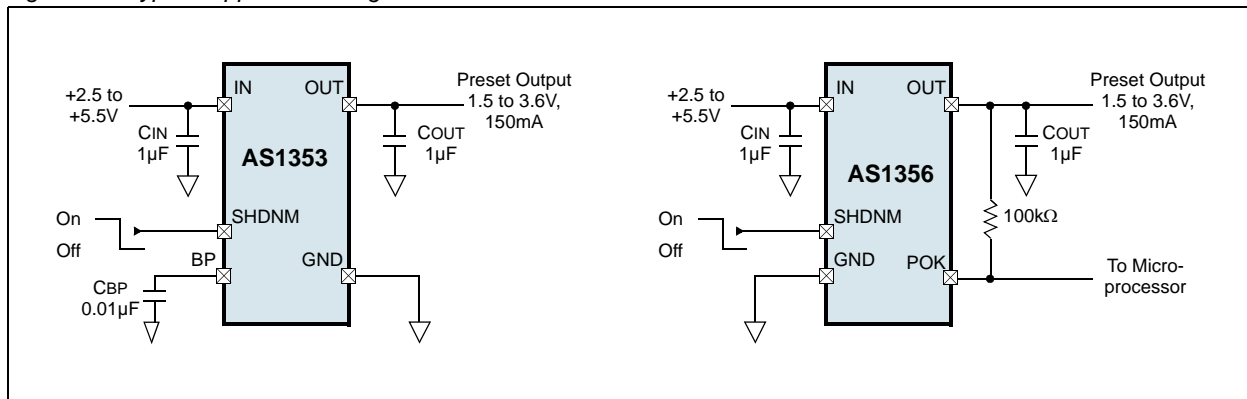 IN OUT
+2.5 to
+5.5V
CIN
1µF
Preset Output
1.5 to 3.6V,
150mA
COUT
1µF
AS1353
On
Off
SHDNM
BP GND
CBP
0.01µF
IN OUT
+2.5 to
+5.5V
CIN
1µF
Preset Output
1.5 to 3.6V,
150mA
COUT
1µF
AS1356
100kΩ
On
Off
SHDNM
GND POK
To Micro-
processor